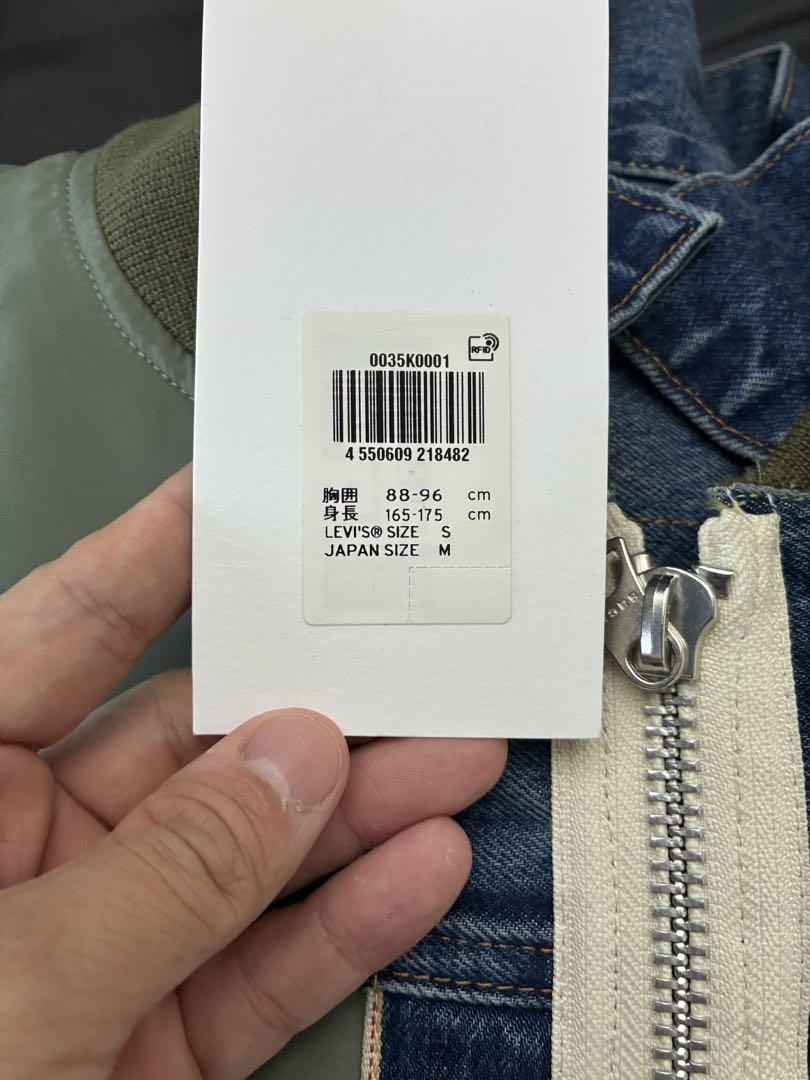 RFID
0035K0001
4 550609 218482
胸囲 88-96 cm
身長 165-175 cm
LEVI'S® SIZE S
JAPAN SIZE M